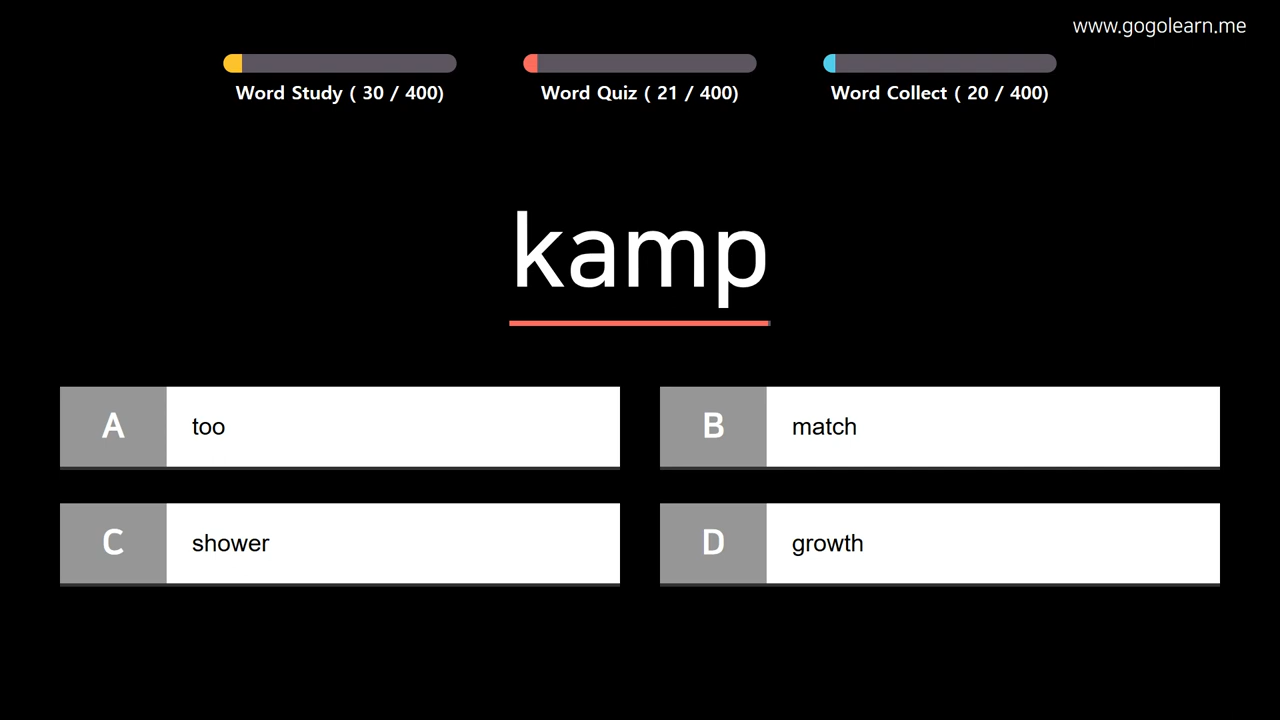 www.gogolearn.me
Word Study ( 30 / 400)
Word Quiz ( 21 / 400)
Word Collect ( 20 / 400)
kamp
A too
B match
C shower
D growth